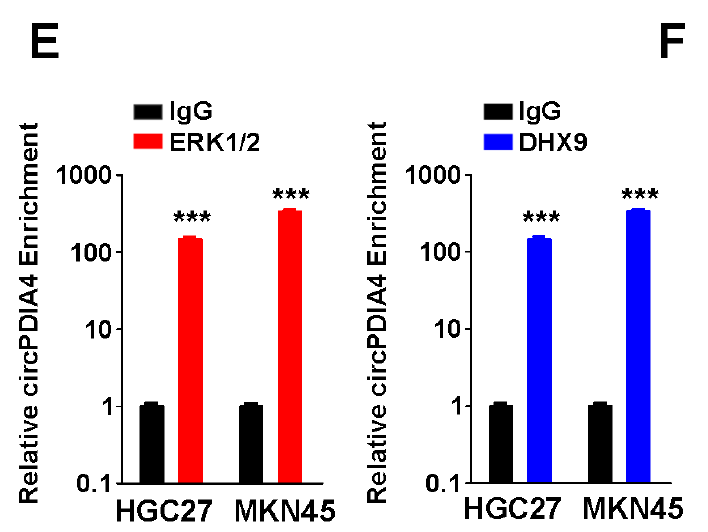 E
F
IgG
ERK1/2
Relative circPDIA4 Enrichment
1000
100
10
1
0.1
***
***
HGC27
MKN45
IgG
DHX9
Relative circPDIA4 Enrichment
1000
100
10
1
0.1
***
***
HGC27
MKN45